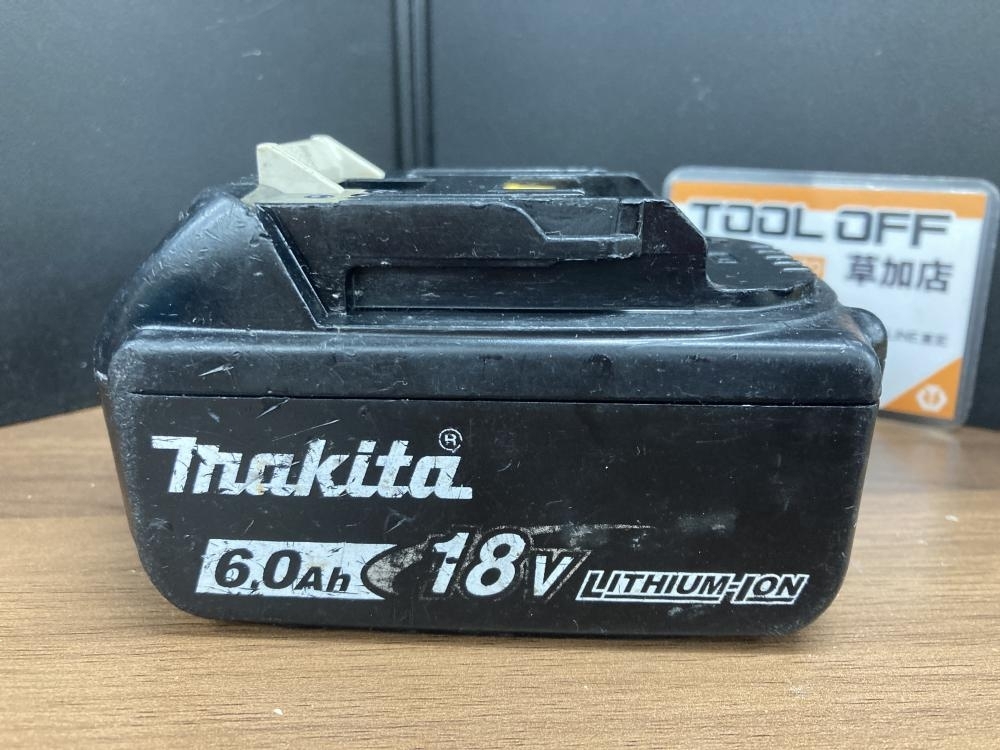 TOOL OFF
草加店
makita®
6.0Ah 18V LITHIUM-ION